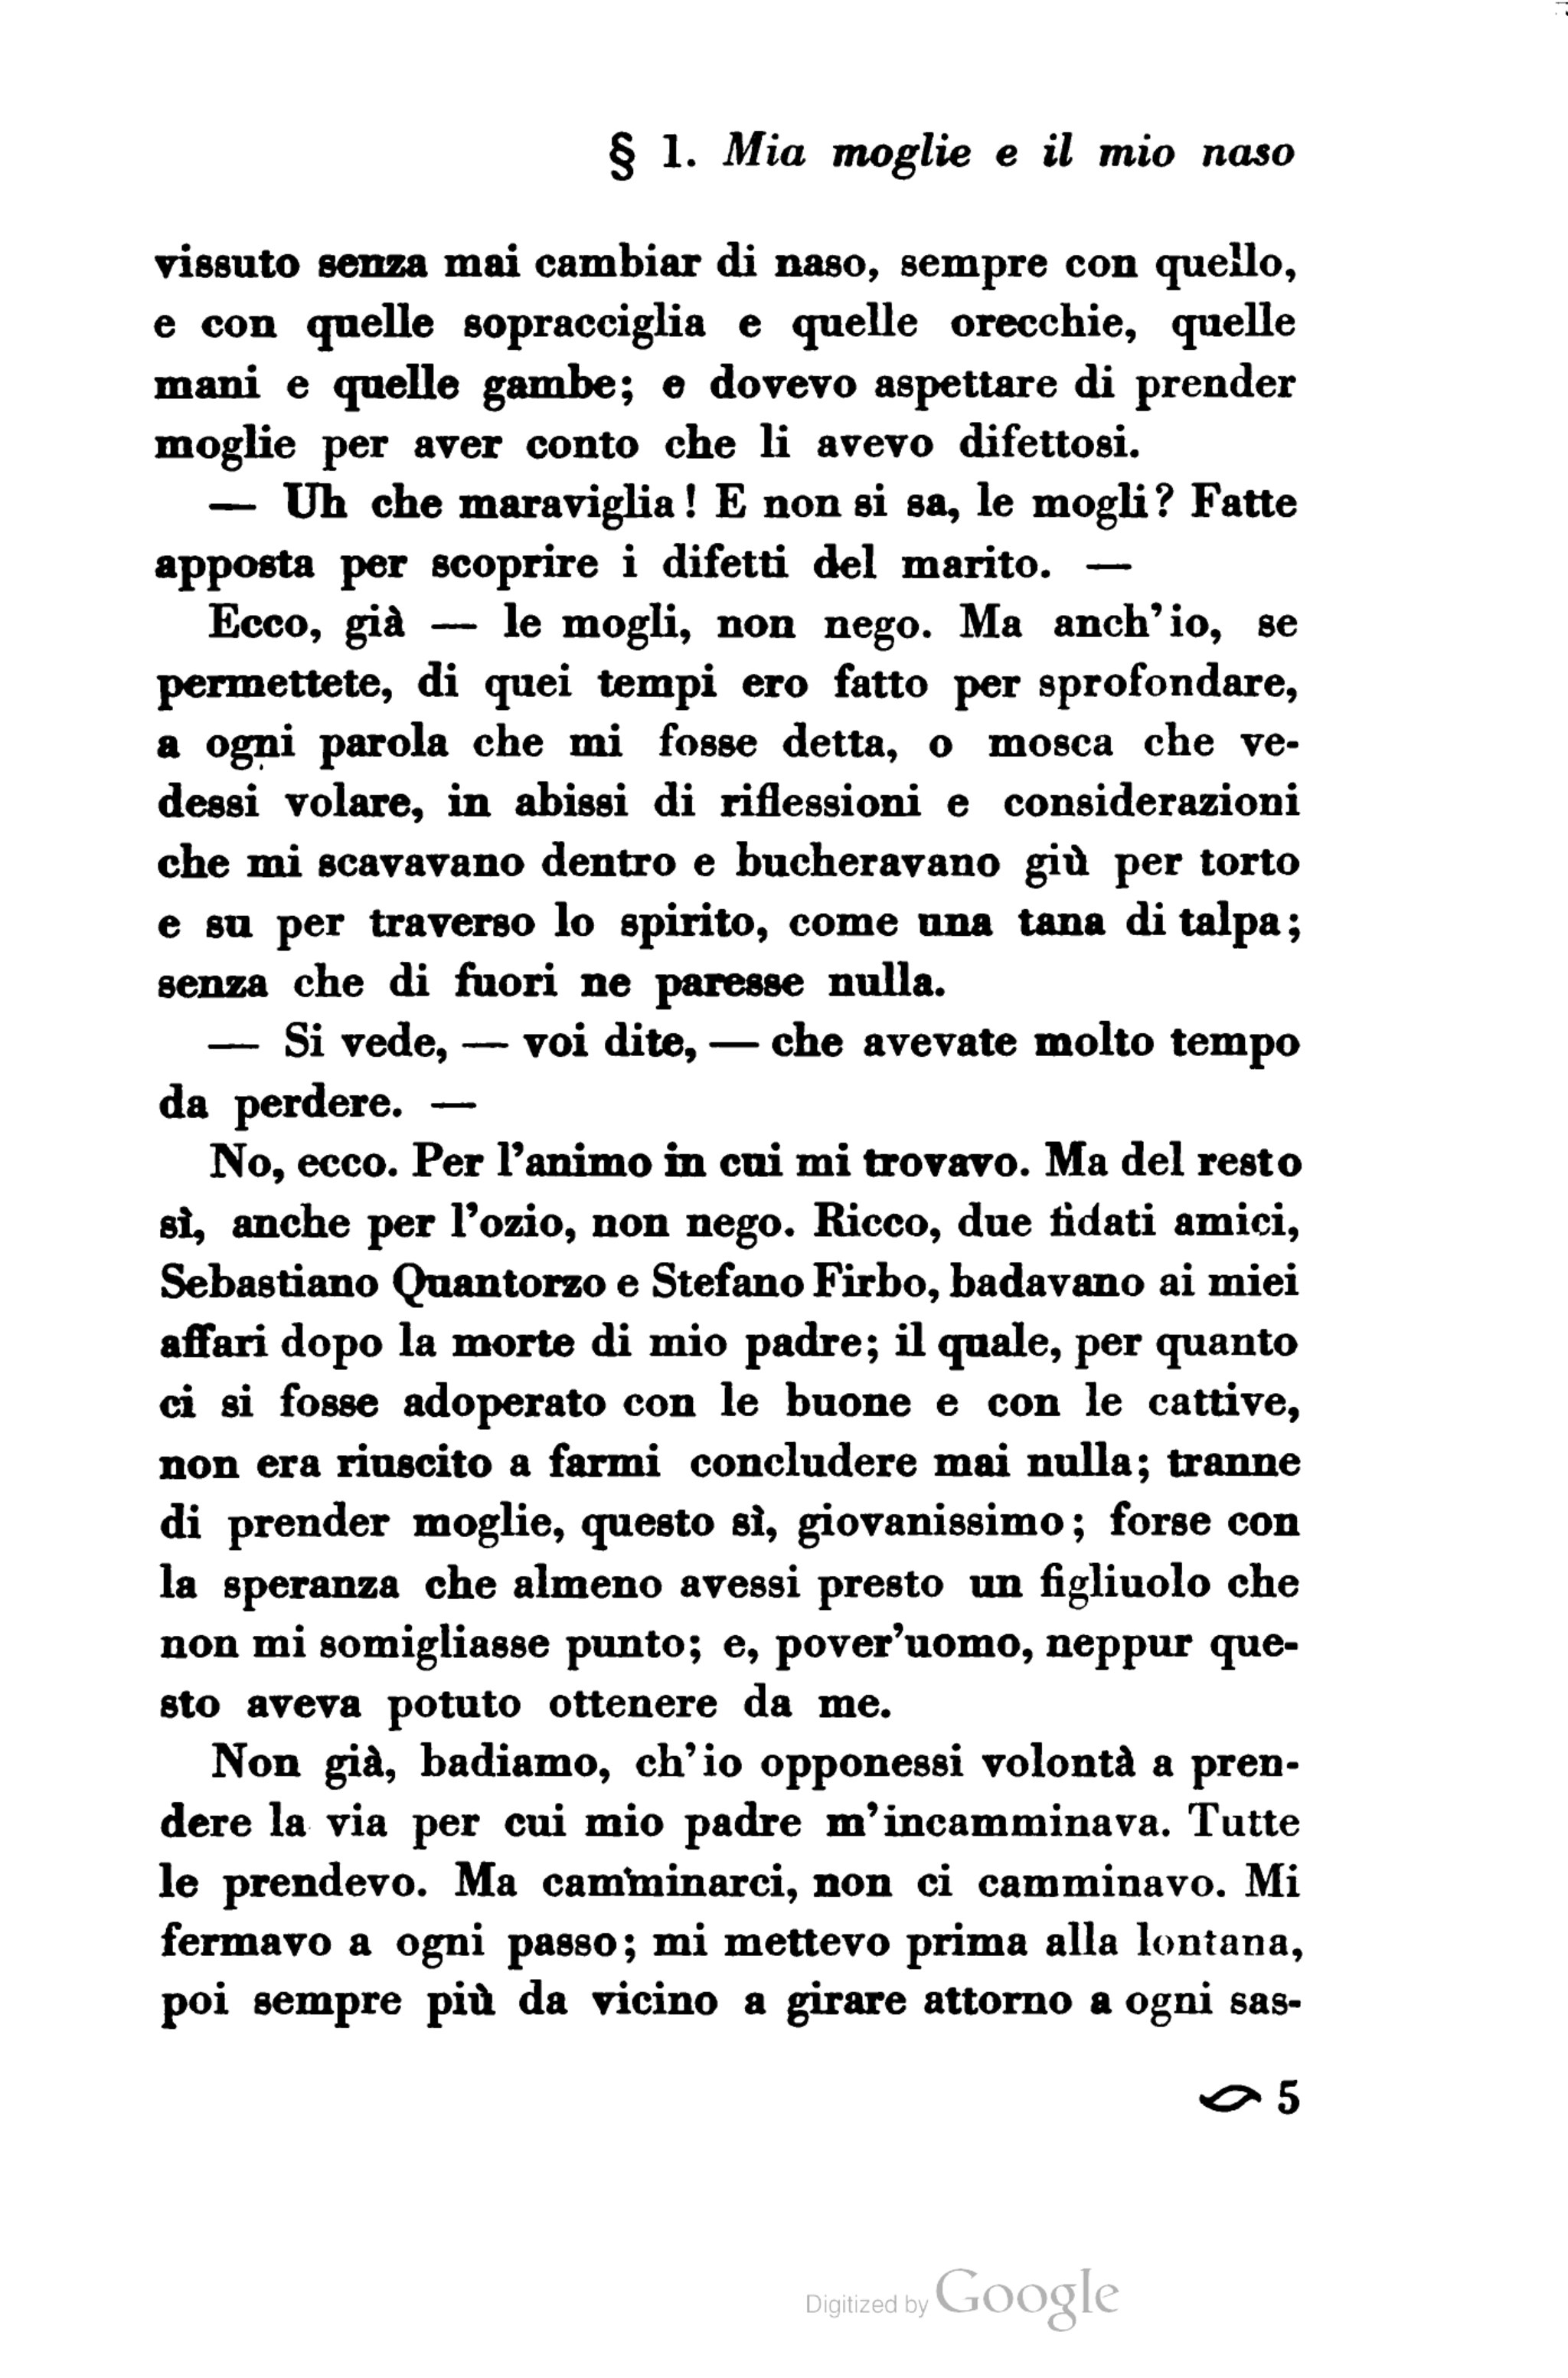 § 1. Mia moglie e il mio naso
vissuto senza mai cambiar di naso, sempre con quello,
e con quelle sopracciglia e quelle orecchie, quelle
mani e quelle gambe; e dovevo aspettare di prender
moglie per aver conto che li avevo difettosi.
— Uh che maraviglia! E non si sa, le mogli? Fatte
apposta per scoprire i difetti del marito. —
Ecco, già — le mogli, non nego. Ma anch'io, se
permettete, di quei tempi ero fatto per sprofondare,
a ogni parola che mi fosse detta, o mosca che ve-
dessi volare, in abissi di riflessioni e considerazioni
che mi scavavano dentro e bucheravano giù per torto
e su per traverso lo spirito, come una tana di talpa;
senza che di fuori ne paresse nulla.
— Si vede, — voi dite, — che avevate molto tempo
da perdere. —
No, ecco. Per l'animo in cui mi trovavo. Ma del resto
sì, anche per l'ozio, non nego. Ricco, due fidati amici,
Sebastiano Quantorzo e Stefano Firbo, badavano ai miei
affari dopo la morte di mio padre; il quale, per quanto
ci si fosse adoperato con le buone e con le cattive,
non era riuscito a farmi concludere mai nulla; tranne
di prender moglie, questo sì, giovanissimo; forse con
la speranza che almeno avessi presto un figliuolo che
non mi somigliasse punto; e, pover'uomo, neppur que-
sto aveva potuto ottenere da me.
Non già, badiamo, ch'io opponessi volontà a pren-
dere la via per cui mio padre m'incamminava. Tutte
le prendevo. Ma camminarci, non ci camminavo. Mi
fermavo a ogni passo; mi mettevo prima alla lontana,
poi sempre più da vicino a girare attorno a ogni sas-
5
Digitized by Google